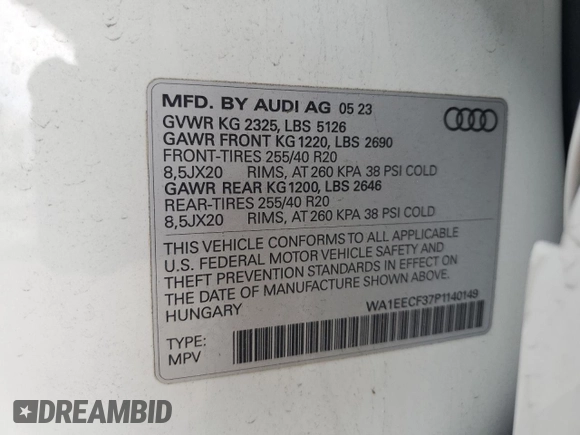 MFD. BY AUDI AG 05 23
GVWR KG 2325, LBS 5126
GAWR FRONT KG 1220, LBS 2690
FRONT-TIRES 255/40 R20
8,5JX20 RIMS, AT 260 KPA 38 PSI COLD
GAWR REAR KG 1200, LBS 2646
REAR-TIRES 255/40 R20
8,5JX20 RIMS, AT 260 KPA 38 PSI COLD
THIS VEHICLE CONFORMS TO ALL APPLICABLE
U.S. FEDERAL MOTOR VEHICLE SAFETY AND
THEFT PREVENTION STANDARDS IN EFFECT ON
THE DATE OF MANUFACTURE SHOWN ABOVE
HUNGARY
WA1EECF37P1140149
TYPE:
MPV
DREAMBID